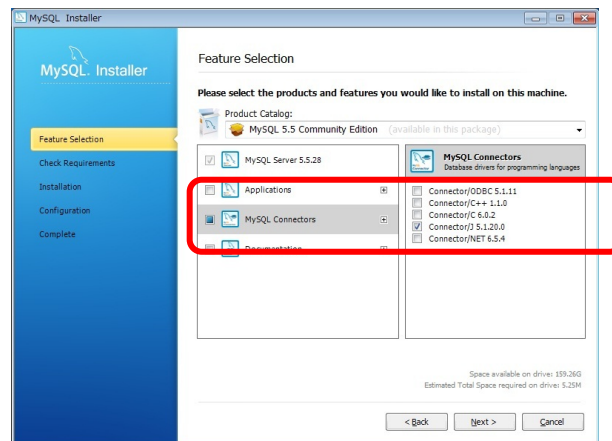 MySQL Installer
MySQL. Installer
Feature Selection
Check Requirements
Installation
Configuration
Complete
Feature Selection
Please select the products and features you would like to install on this machine.
Product Catalog:
MySQL 5.5 Community Edition (available in this package)
MySQL Server 5.5.28
Applications
MySQL Connectors
Documentation
MySQL Connectors
Database drivers for programming languages
Connector/ODBC 5.1.11
Connector/C++ 1.1.0
Connector/C 6.0.2
Connector/J 5.1.20.0
Connector/NET 6.5.4
Space available on drive: 159.26G
Estimated Total Space required on drive: 5.25M
< Back
Next >
Cancel